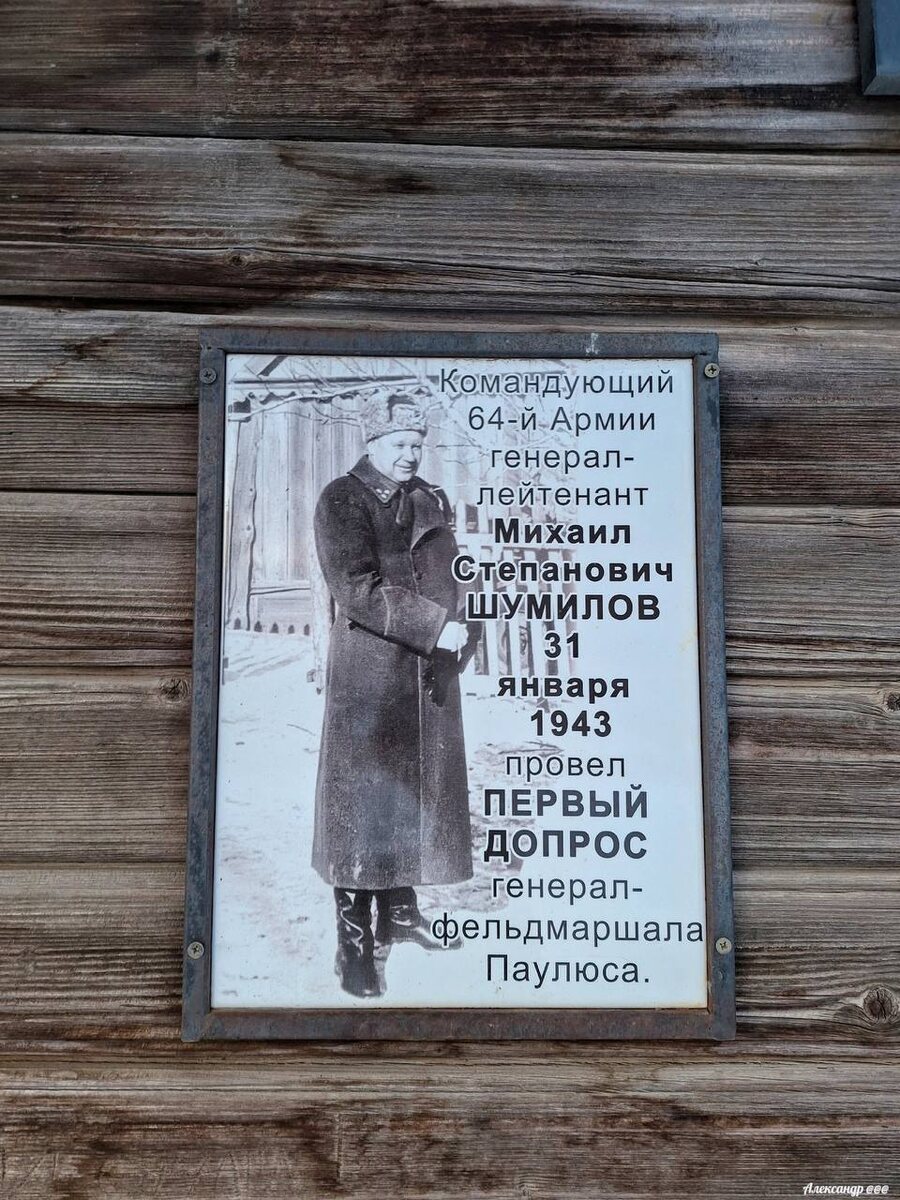 Командующий
64-й Армии
генерал-
лейтенант
Михаил
Степанович
ШУМИЛОВ
31
января
1943
провел
ПЕРВЫЙ
ДОПРОС
генерал-
фельдмаршала
Паулюса.
Александр @@@